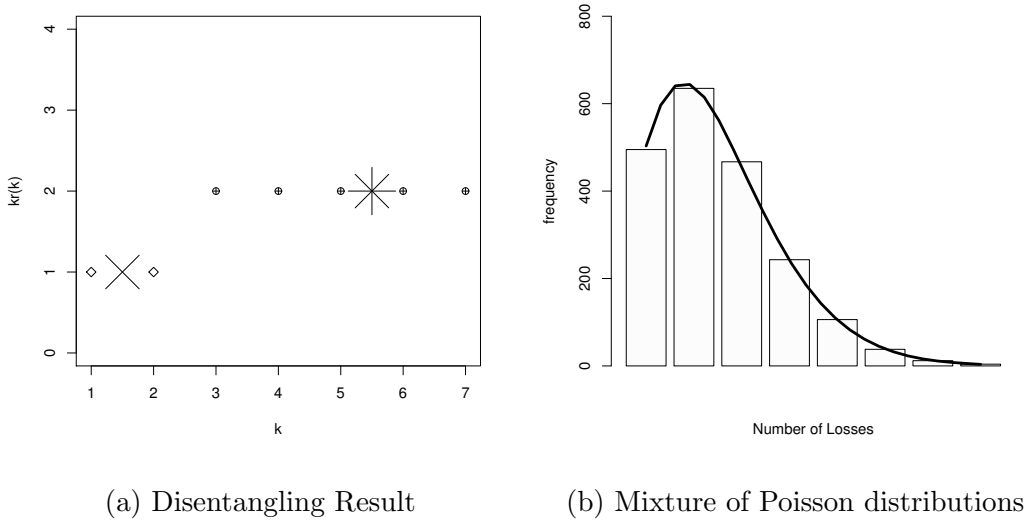 4
3
2
1
0
kr(k)
1 2 3 4 5 6 7
k
(a) Disentangling Result
800
600
400
200
0
frequency
Number of Losses
(b) Mixture of Poisson distributions